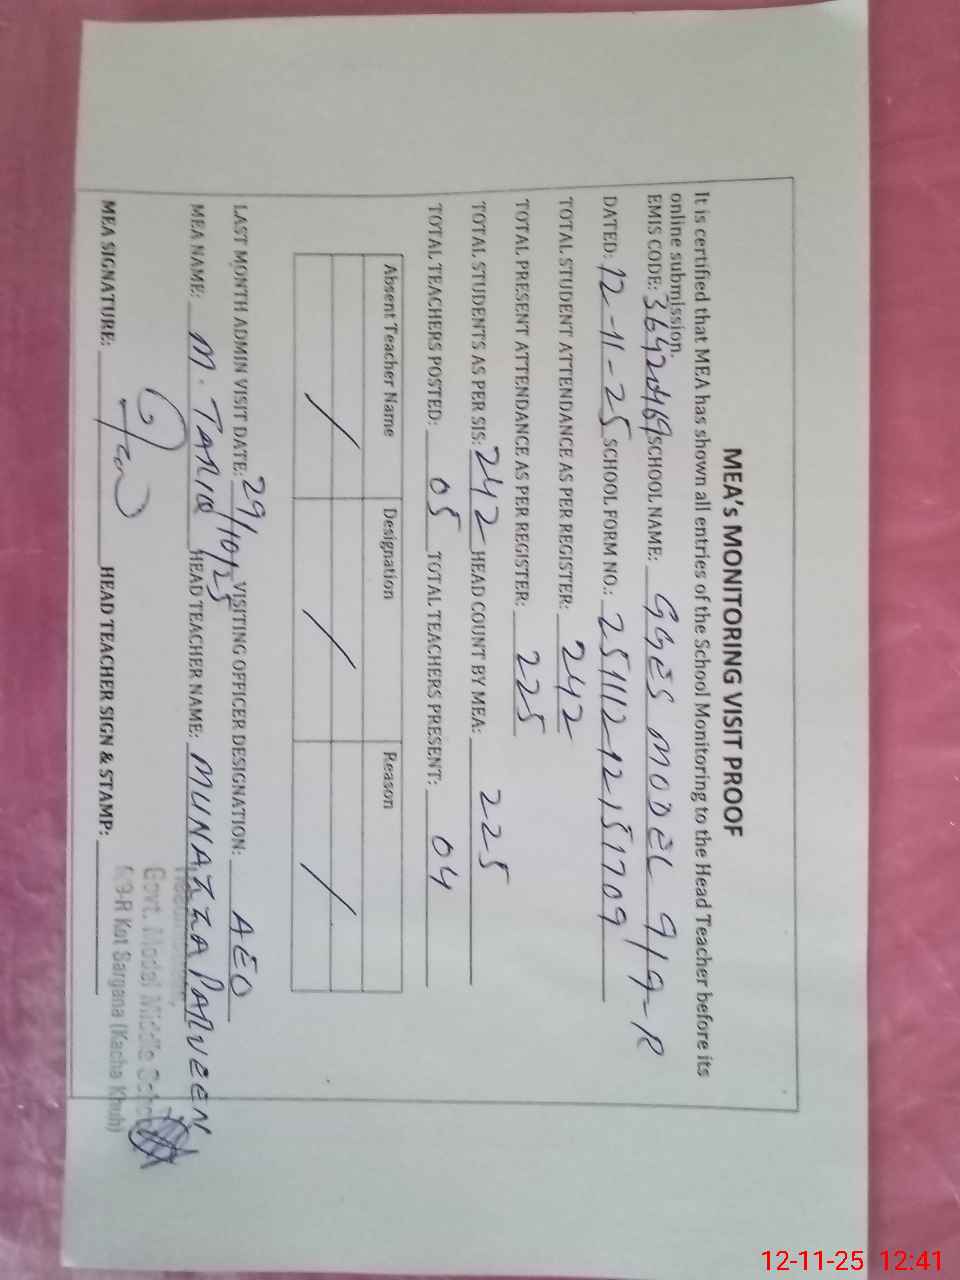 MEA's MONITORING VISIT PROOF
It is certified that MEA has shown all entries of the School Monitoring to the Head Teacher before its
online submission.
EMIS CODE: 36420469 SCHOOL NAME: GGES MODEL 9/9-R
DATED: 12-11-25 SCHOOL FORM NO.: 251112-12151709
TOTAL STUDENT ATTENDANCE AS PER REGISTER: 242
TOTAL PRESENT ATTENDANCE AS PER REGISTER: 225
TOTAL STUDENTS AS PER SIS: 242 HEAD COUNT BY MEA: 225
TOTAL TEACHERS POSTED: 05 TOTAL TEACHERS PRESENT: 04
Absent Teacher Name Designation Reason
/ / /
LAST MONTH ADMIN VISIT DATE: 29/10/25 VISITING OFFICER DESIGNATION: AEO
MEA NAME: M. TARIQ HEAD TEACHER NAME: MUNAZZA PARVEEN
MEA SIGNATURE: HEAD TEACHER SIGN & STAMP:
Govt. Model Middle School
9-R Kot Sargana (Kacha Khuh)
12-11-25 12:41